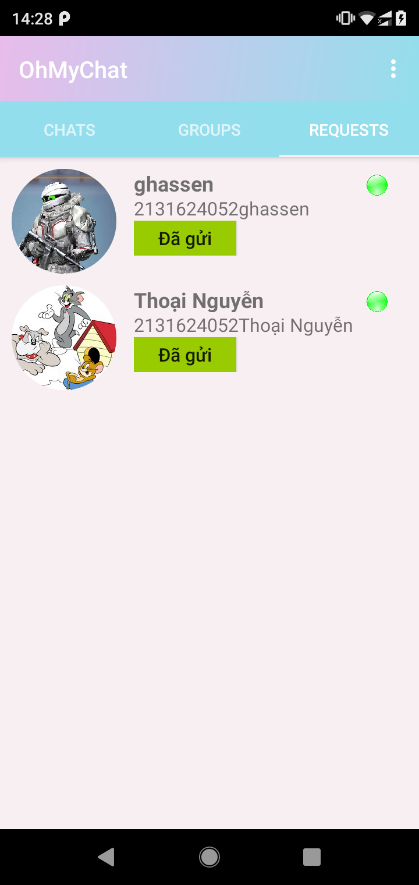 14:28
OhMyChat
CHATS GROUPS REQUESTS
ghassen
2131624052ghassen
Đã gửi
Thoại Nguyễn
2131624052Thoại Nguyễn
Đã gửi